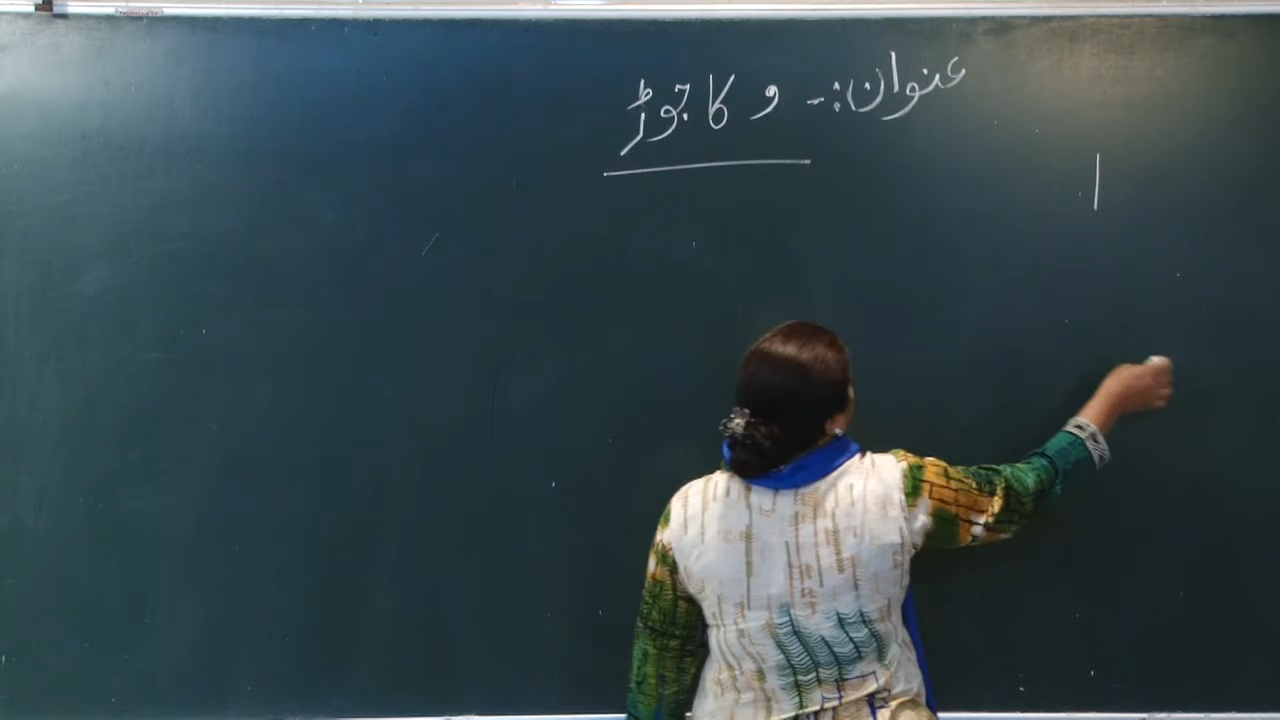 عنوان:- و کا جوڑ
ا